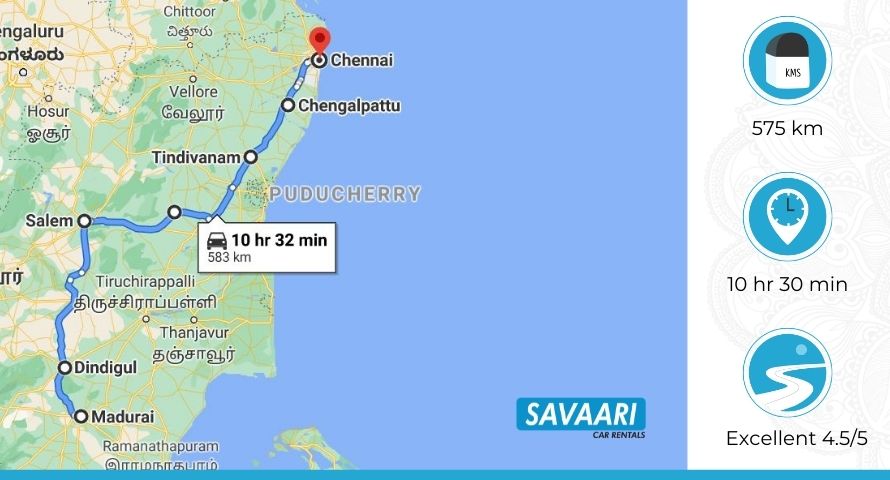 Chittoor
சித்தூர்
engaluru
ಂಗಳೂರು
Chennai
Vellore
வேலூர்
Chengalpattu
Hosur
ஓசூர்
KMS
575 km
Tindivanam
PUDUCHERRY
Salem
10 hr 32 min
583 km
Tiruchirappalli
திருச்சிராப்பள்ளி
10 hr 30 min
Thanjavur
தஞ்சாவூர்
Dindigul
Madurai
SAVAARI
CAR RENTALS
Ramanathapuram
இராமநாதபுரம்
Excellent 4.5/5